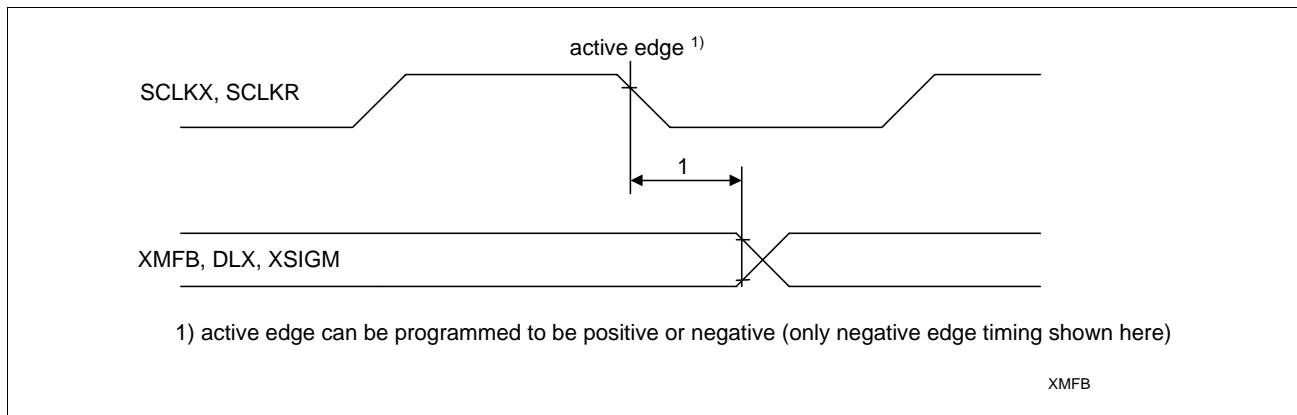 active edge 1)
SCLKX, SCLKR
1
XMFB, DLX, XSIGM
1) active edge can be programmed to be positive or negative (only negative edge timing shown here)
XMFB